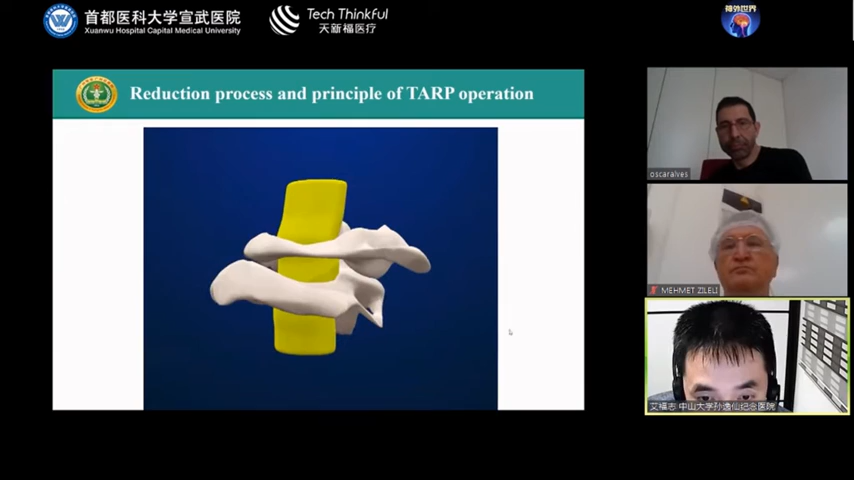 首都医科大学宣武医院
Xuanwu Hospital Capital Medical University
Tech Thinkful
天新福医疗
神外世界
Reduction process and principle of TARP operation
oscaralves
MEHMET ZILELI
艾福志 中山大学孙逸仙纪念医院